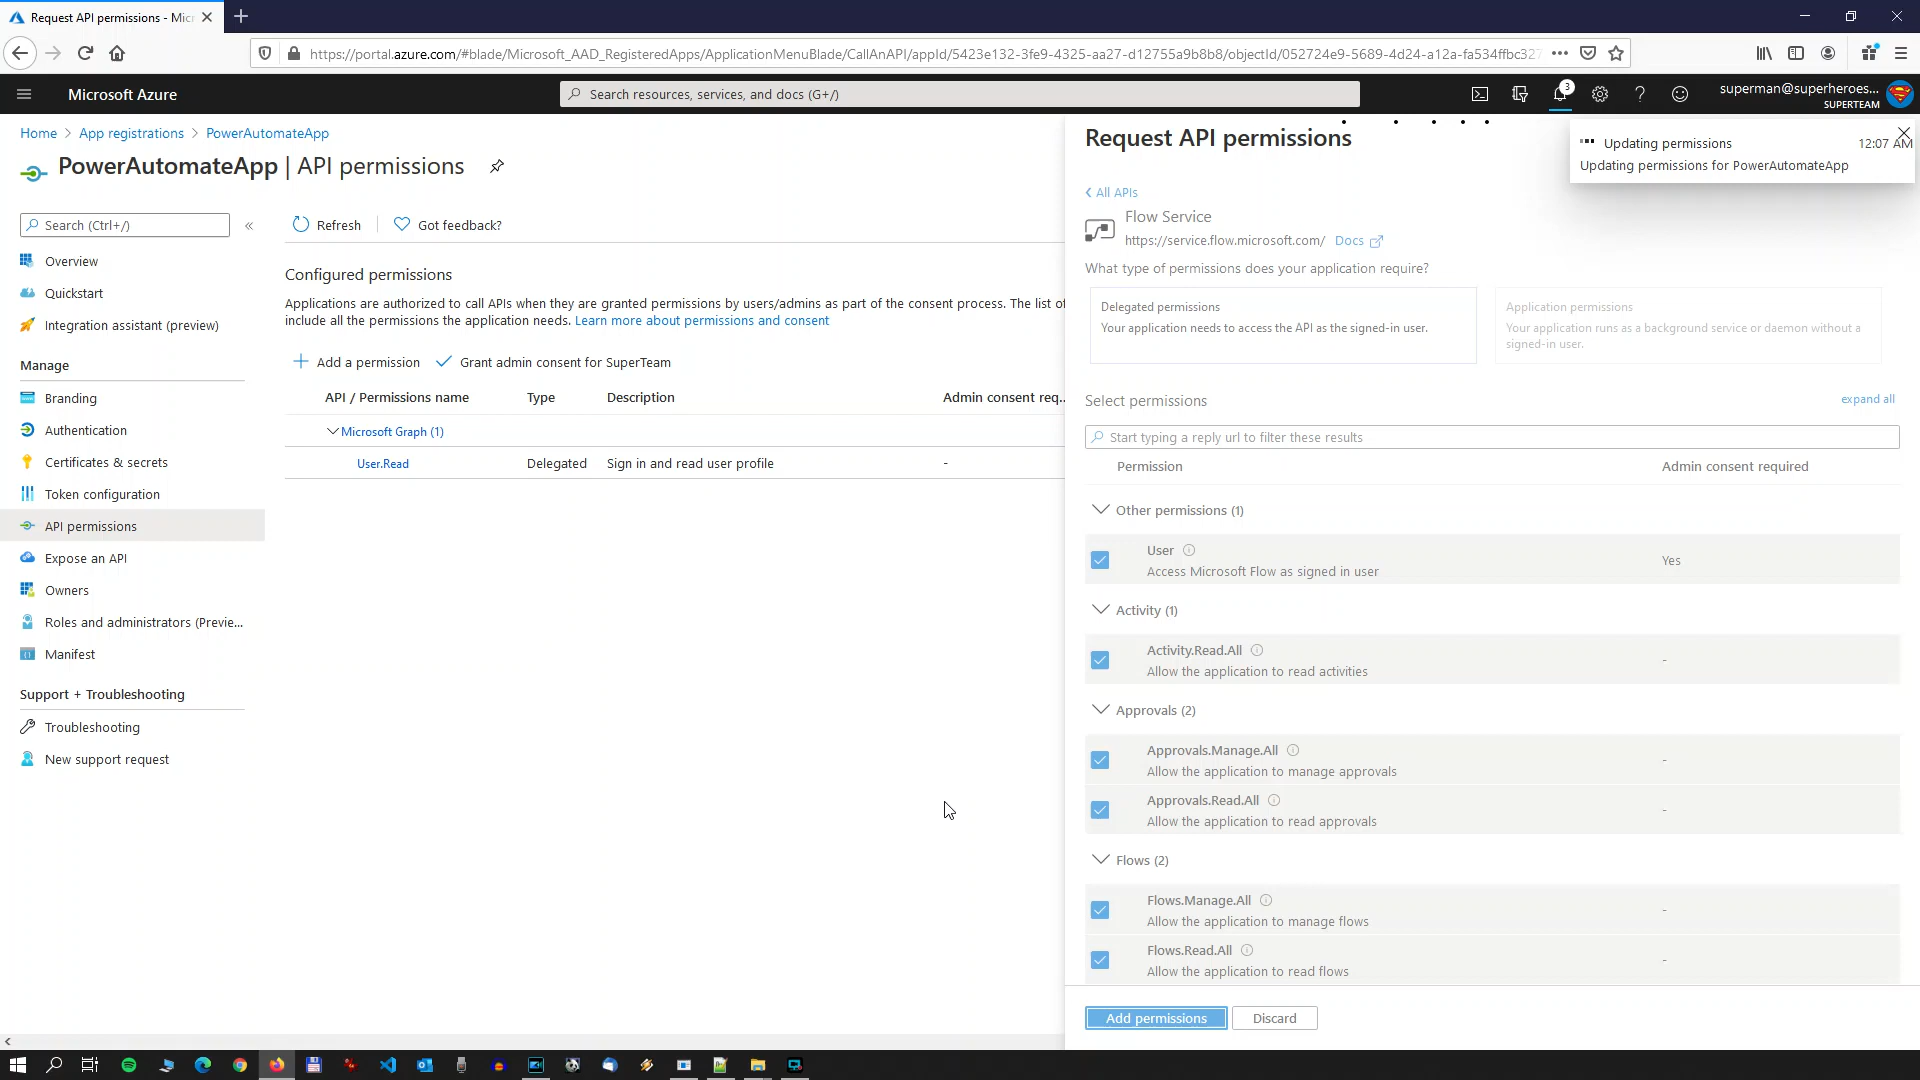 Request API permissions - Micr
https://portal.azure.com/#blade/Microsoft_AAD_RegisteredApps/ApplicationMenuBlade/CallAnAPI/appId/5423e132-3fe9-4325-aa27-d12755a9b8b8/objectId/052724e9-5689-4d24-a12a-fa534ffbc327
Microsoft Azure
Search resources, services, and docs (G+/)
3
superman@superheroes...
SUPERTEAM
Home > App registrations > PowerAutomateApp
PowerAutomateApp | API permissions
Search (Ctrl+/)
«
Overview
Quickstart
Integration assistant (preview)
Manage
Branding
Authentication
Certificates & secrets
Token configuration
API permissions
Expose an API
Owners
Roles and administrators (Previe...
Manifest
Support + Troubleshooting
Troubleshooting
New support request
Refresh
Got feedback?
Configured permissions
Applications are authorized to call APIs when they are granted permissions by users/admins as part of the consent process. The list of
include all the permissions the application needs. Learn more about permissions and consent
Add a permission
Grant admin consent for SuperTeam
API / Permissions name Type Description Admin consent req...
Microsoft Graph (1)
User.Read Delegated Sign in and read user profile -
Request API permissions
Updating permissions 12:07 AM
Updating permissions for PowerAutomateApp
All APIs
Flow Service
https://service.flow.microsoft.com/ Docs
What type of permissions does your application require?
Delegated permissions
Your application needs to access the API as the signed-in user.
Application permissions
Your application runs as a background service or daemon without a
signed-in user.
Select permissions
expand all
Start typing a reply url to filter these results
Permission Admin consent required
Other permissions (1)
User
Access Microsoft Flow as signed in user
Yes
Activity (1)
Activity.Read.All
Allow the application to read activities
-
Approvals (2)
Approvals.Manage.All
Allow the application to manage approvals
-
Approvals.Read.All
Allow the application to read approvals
-
Flows (2)
Flows.Manage.All
Allow the application to manage flows
-
Flows.Read.All
Allow the application to read flows
-
Add permissions
Discard